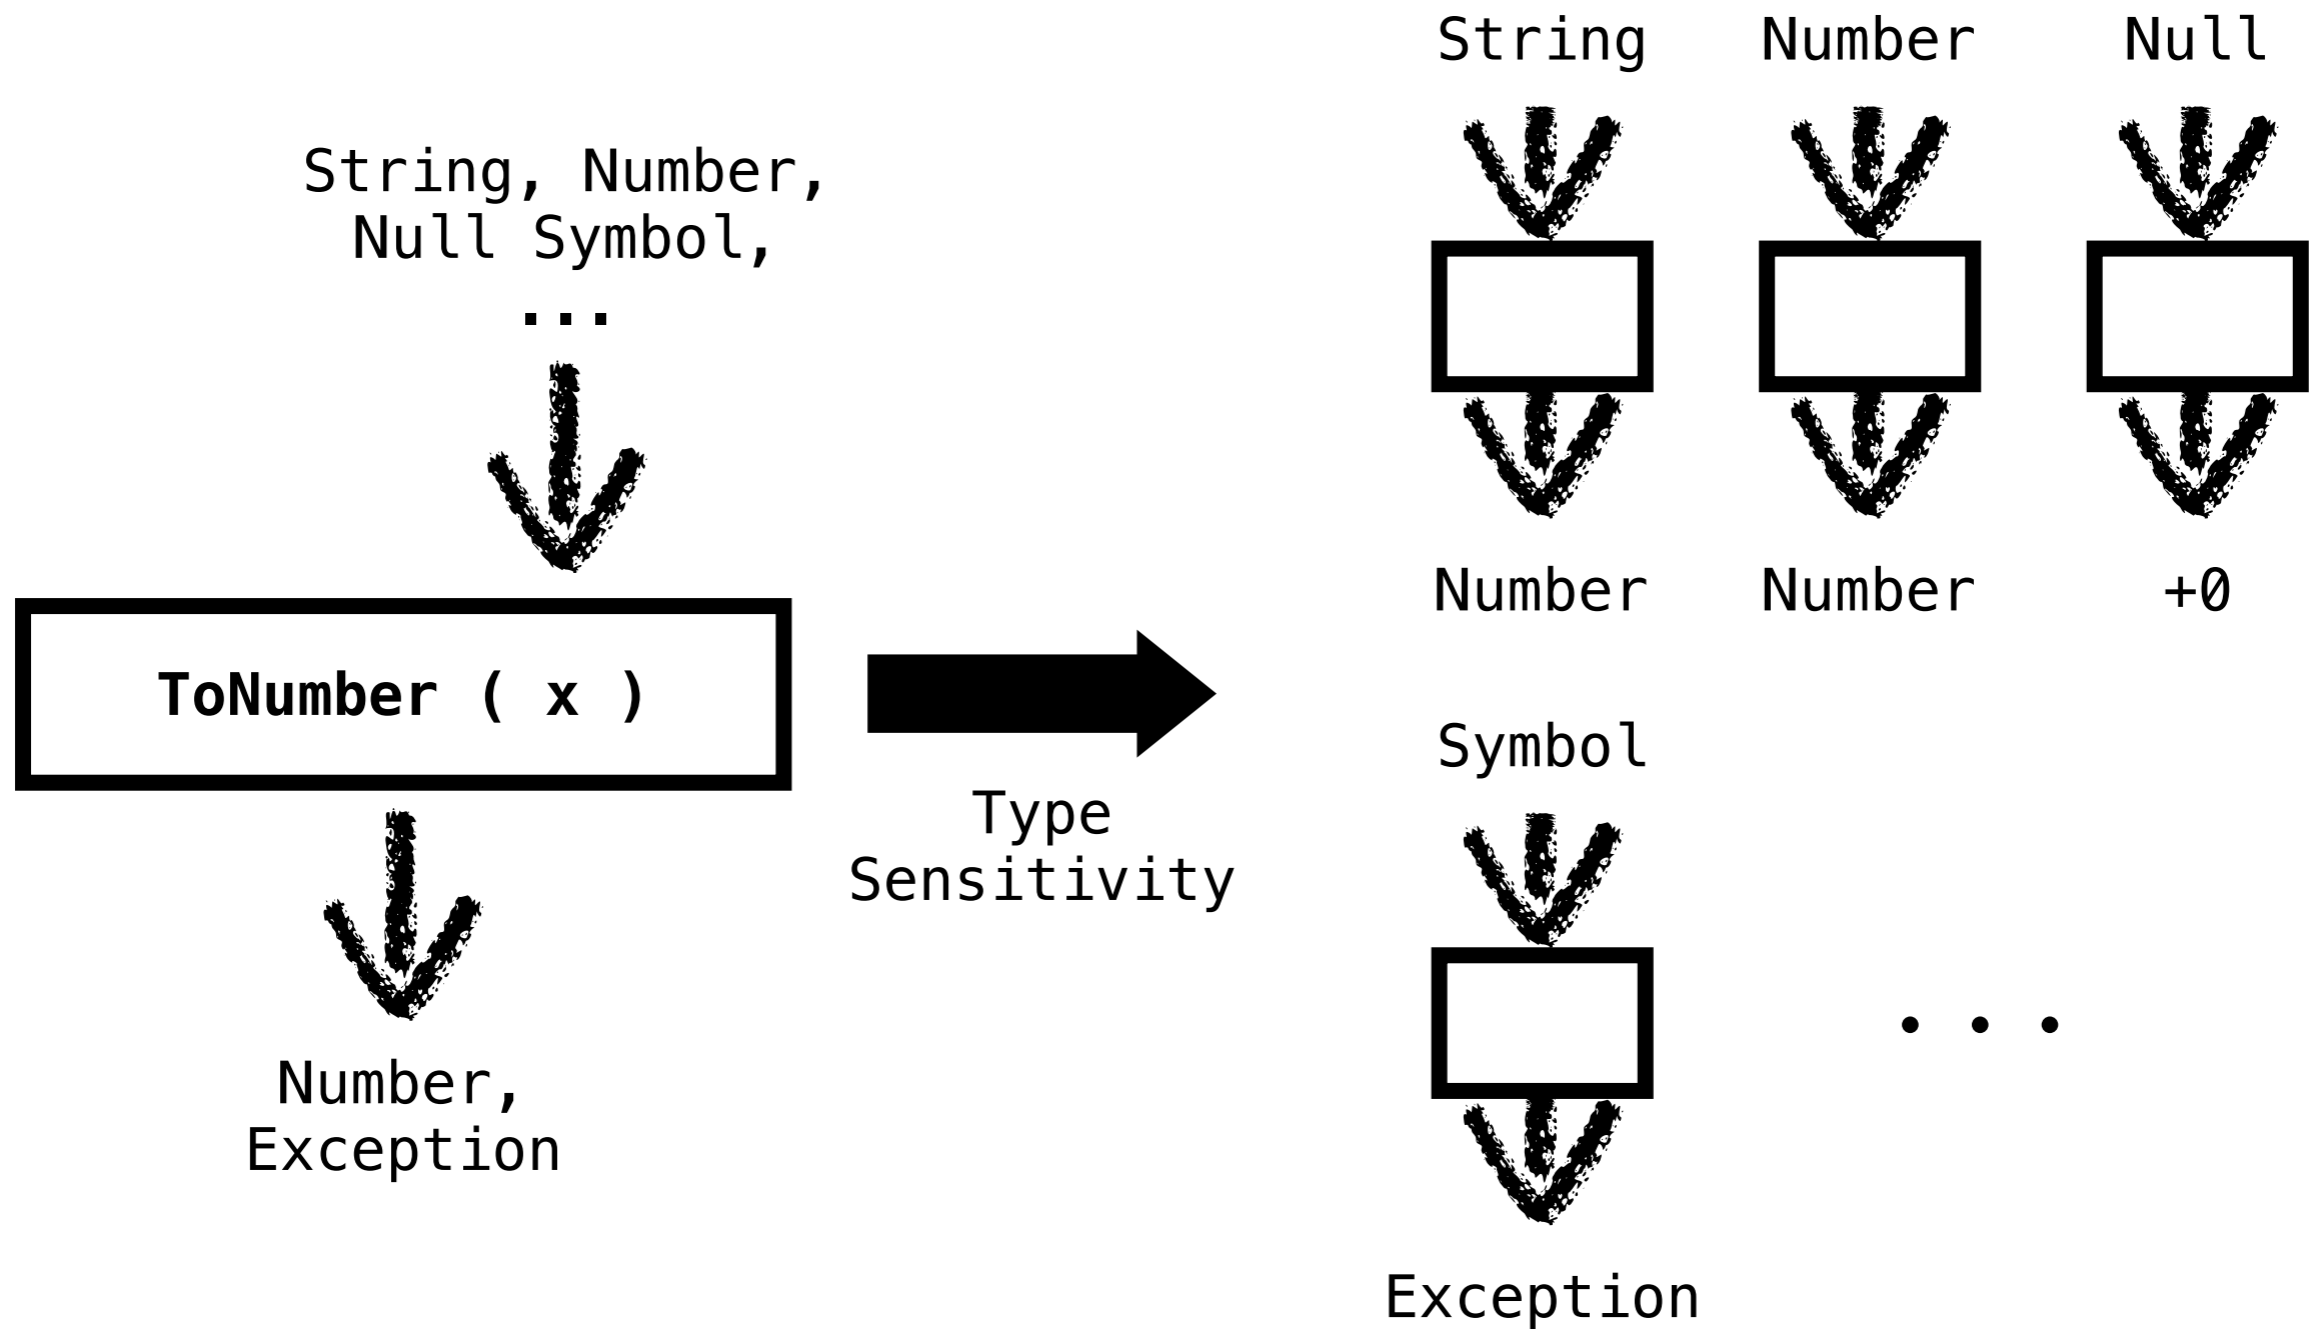 String, Number,
Null Symbol,
...
ToNumber ( x )
Number,
Exception
Type
Sensitivity
String
Number
Null
Number
Number
+0
Symbol
. . .
Exception